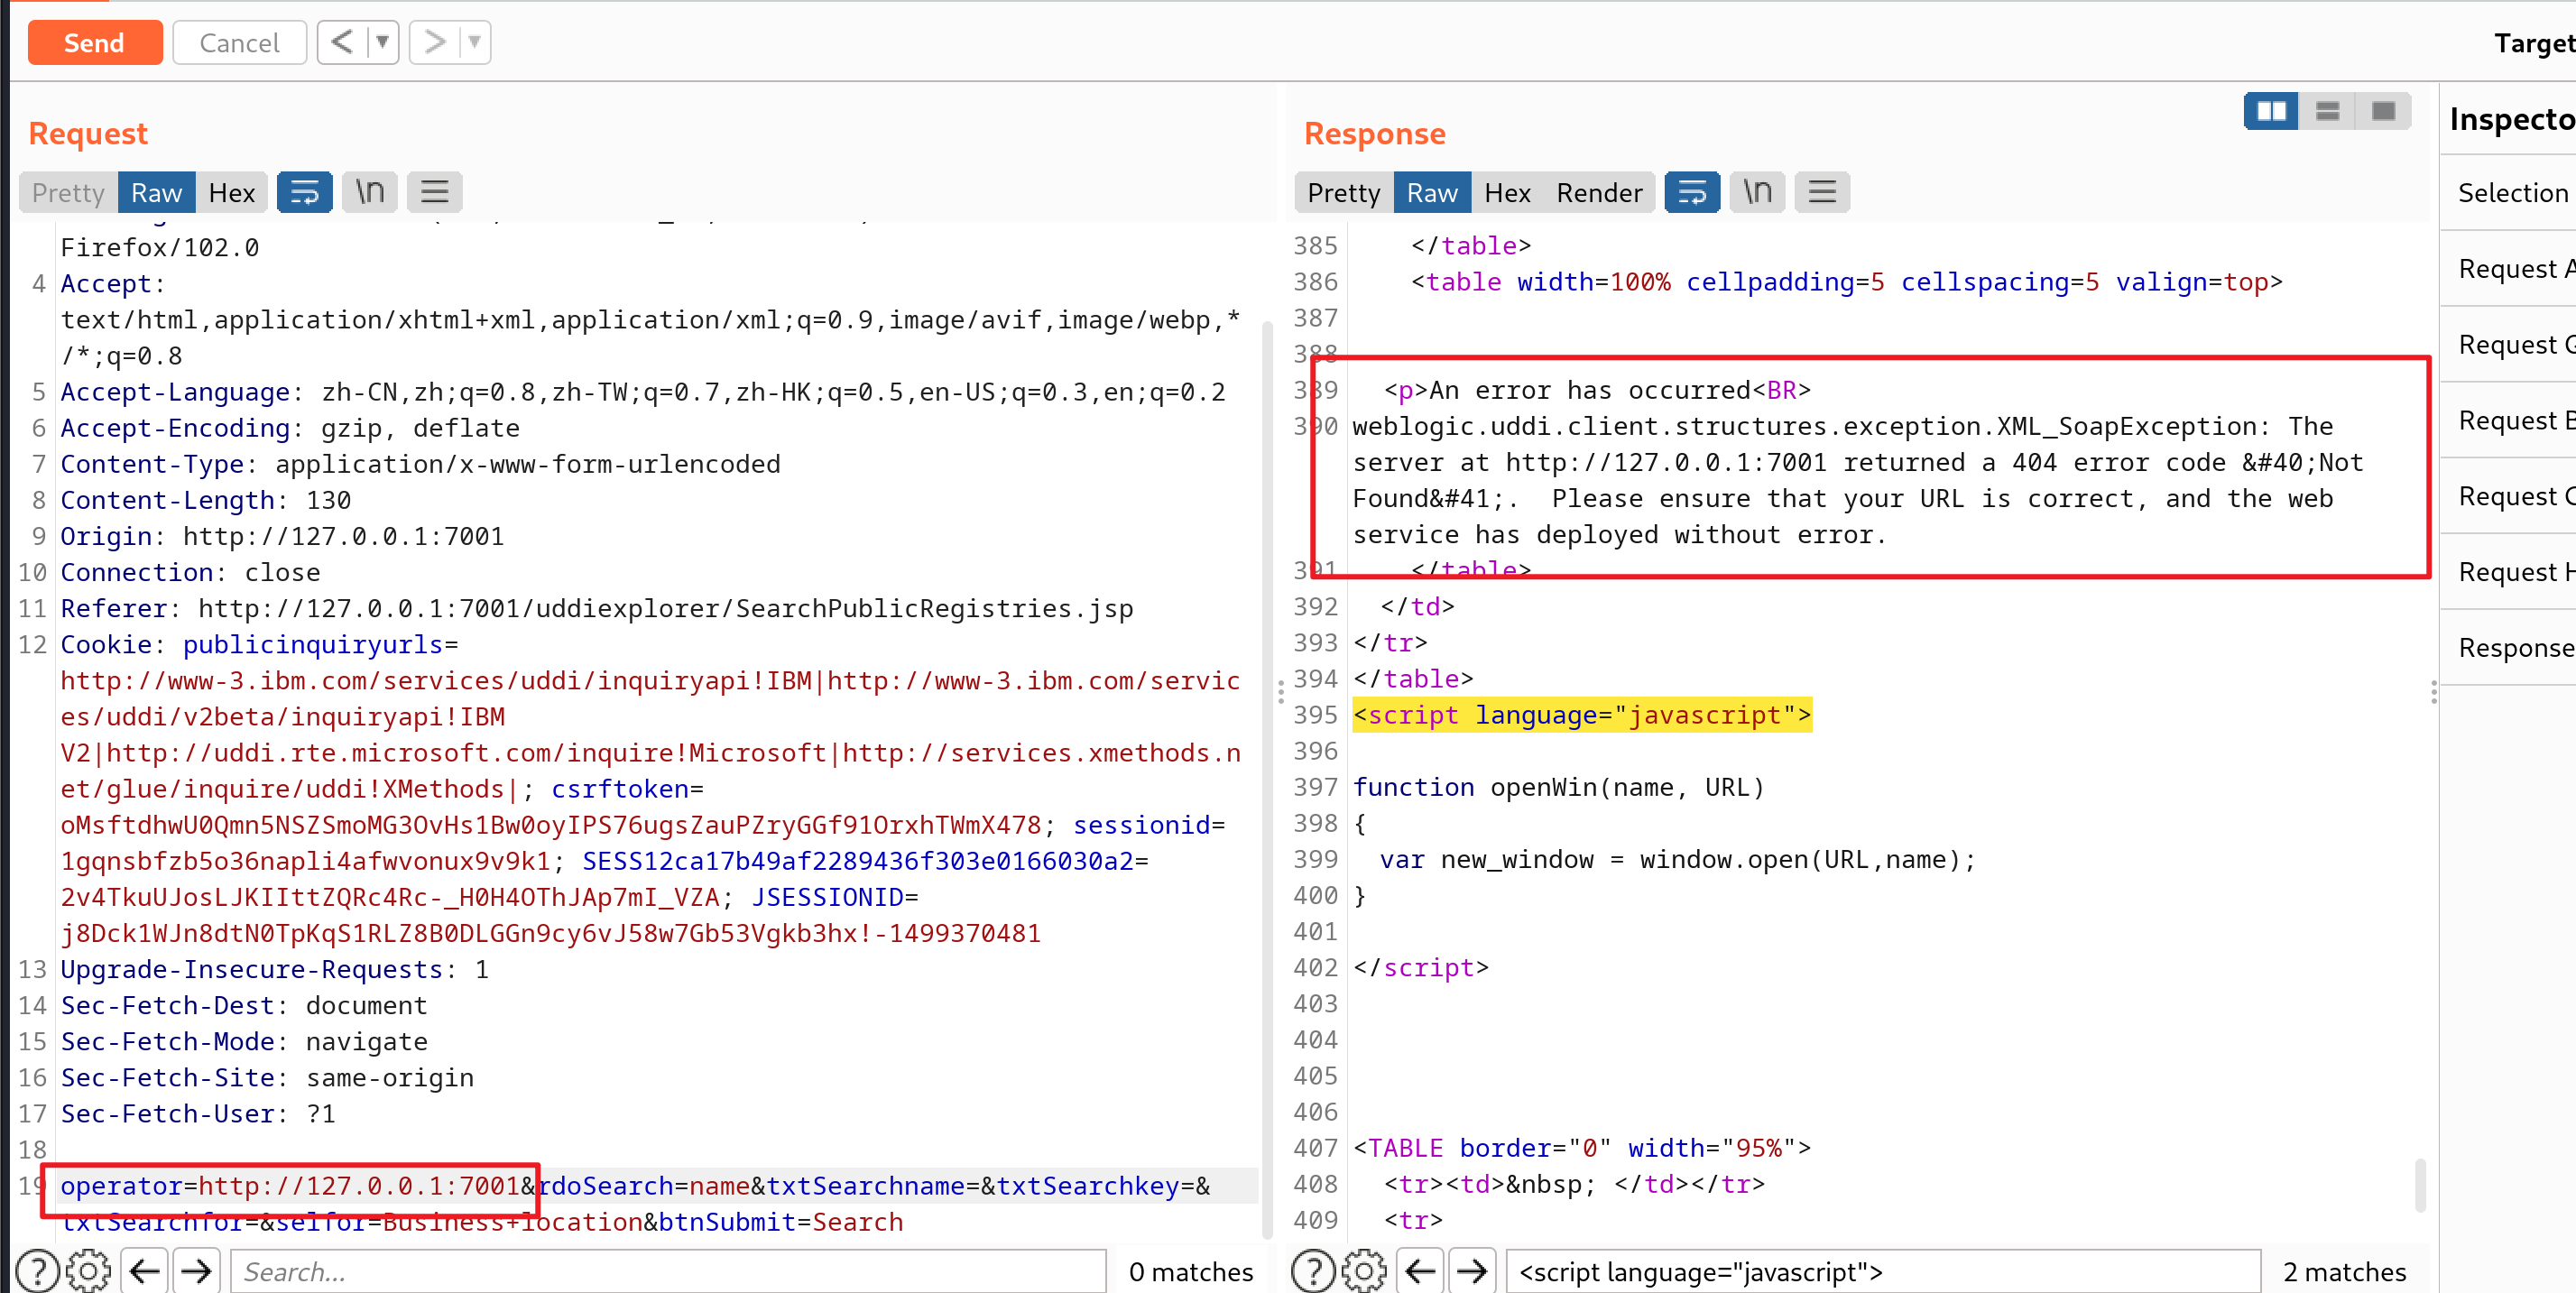 Send
Cancel
Target
Request
Pretty Raw Hex \n
Firefox/102.0
4 Accept:
text/html,application/xhtml+xml,application/xml;q=0.9,image/avif,image/webp,*
/*;q=0.8
5 Accept-Language: zh-CN,zh;q=0.8,zh-TW;q=0.7,zh-HK;q=0.5,en-US;q=0.3,en;q=0.2
6 Accept-Encoding: gzip, deflate
7 Content-Type: application/x-www-form-urlencoded
8 Content-Length: 130
9 Origin: http://127.0.0.1:7001
10 Connection: close
11 Referer: http://127.0.0.1:7001/uddiexplorer/SearchPublicRegistries.jsp
12 Cookie: publicinquiryurls=
http://www-3.ibm.com/services/uddi/inquiryapi!IBM|http://www-3.ibm.com/servic
es/uddi/v2beta/inquiryapi!IBM
V2|http://uddi.rte.microsoft.com/inquire!Microsoft|http://services.xmethods.n
et/glue/inquire/uddi!XMethods|; csrftoken=
oMsftdhwU0Qmn5NSZSmoMG3OvHs1Bw0oyIPS76ugsZauPZryGGf91OrxhTWmX478; sessionid=
1gqnsbfzb5o36napli4afwvonux9v9k1; SESS12ca17b49af2289436f303e0166030a2=
2v4TkuUJosLJKIIttZQRc4Rc-_H0H4OThJAp7mI_VZA; JSESSIONID=
j8Dck1WJn8dtN0TpKqS1RLZ8B0DLGGn9cy6vJ58w7Gb53Vgkb3hx!-1499370481
13 Upgrade-Insecure-Requests: 1
14 Sec-Fetch-Dest: document
15 Sec-Fetch-Mode: navigate
16 Sec-Fetch-Site: same-origin
17 Sec-Fetch-User: ?1
18
19 operator=http://127.0.0.1:7001&rdoSearch=name&txtSearchname=&txtSearchkey=&
txtSearchfor=&selfor=Business+location&btnSubmit=Search
Search...
0 matches
Response
Pretty Raw Hex Render \n
385 </table>
386 <table width=100% cellpadding=5 cellspacing=5 valign=top>
387
388
389 <p>An error has occurred<BR>
390 weblogic.uddi.client.structures.exception.XML_SoapException: The
server at http://127.0.0.1:7001 returned a 404 error code &#40;Not
Found&#41;.  Please ensure that your URL is correct, and the web
service has deployed without error.
391 </table>
392 </td>
393 </tr>
394 </table>
395 <script language="javascript">
396
397 function openWin(name, URL)
398 {
399 var new_window = window.open(URL,name);
400 }
401
402 </script>
403
404
405
406
407 <TABLE border="0" width="95%">
408 <tr><td>&nbsp; </td></tr>
409 <tr>
<script language="javascript">
2 matches
Inspecto
Selection
Request A
Request
Request B
Request C
Request H
Response